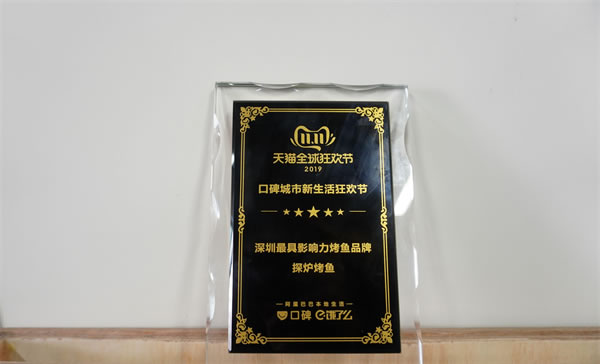 11.11
天猫全球狂欢节
2019
口碑城市新生活狂欢节
深圳最具影响力烤鱼品牌
探炉烤鱼
阿里巴巴本地生活
口碑 饿了么